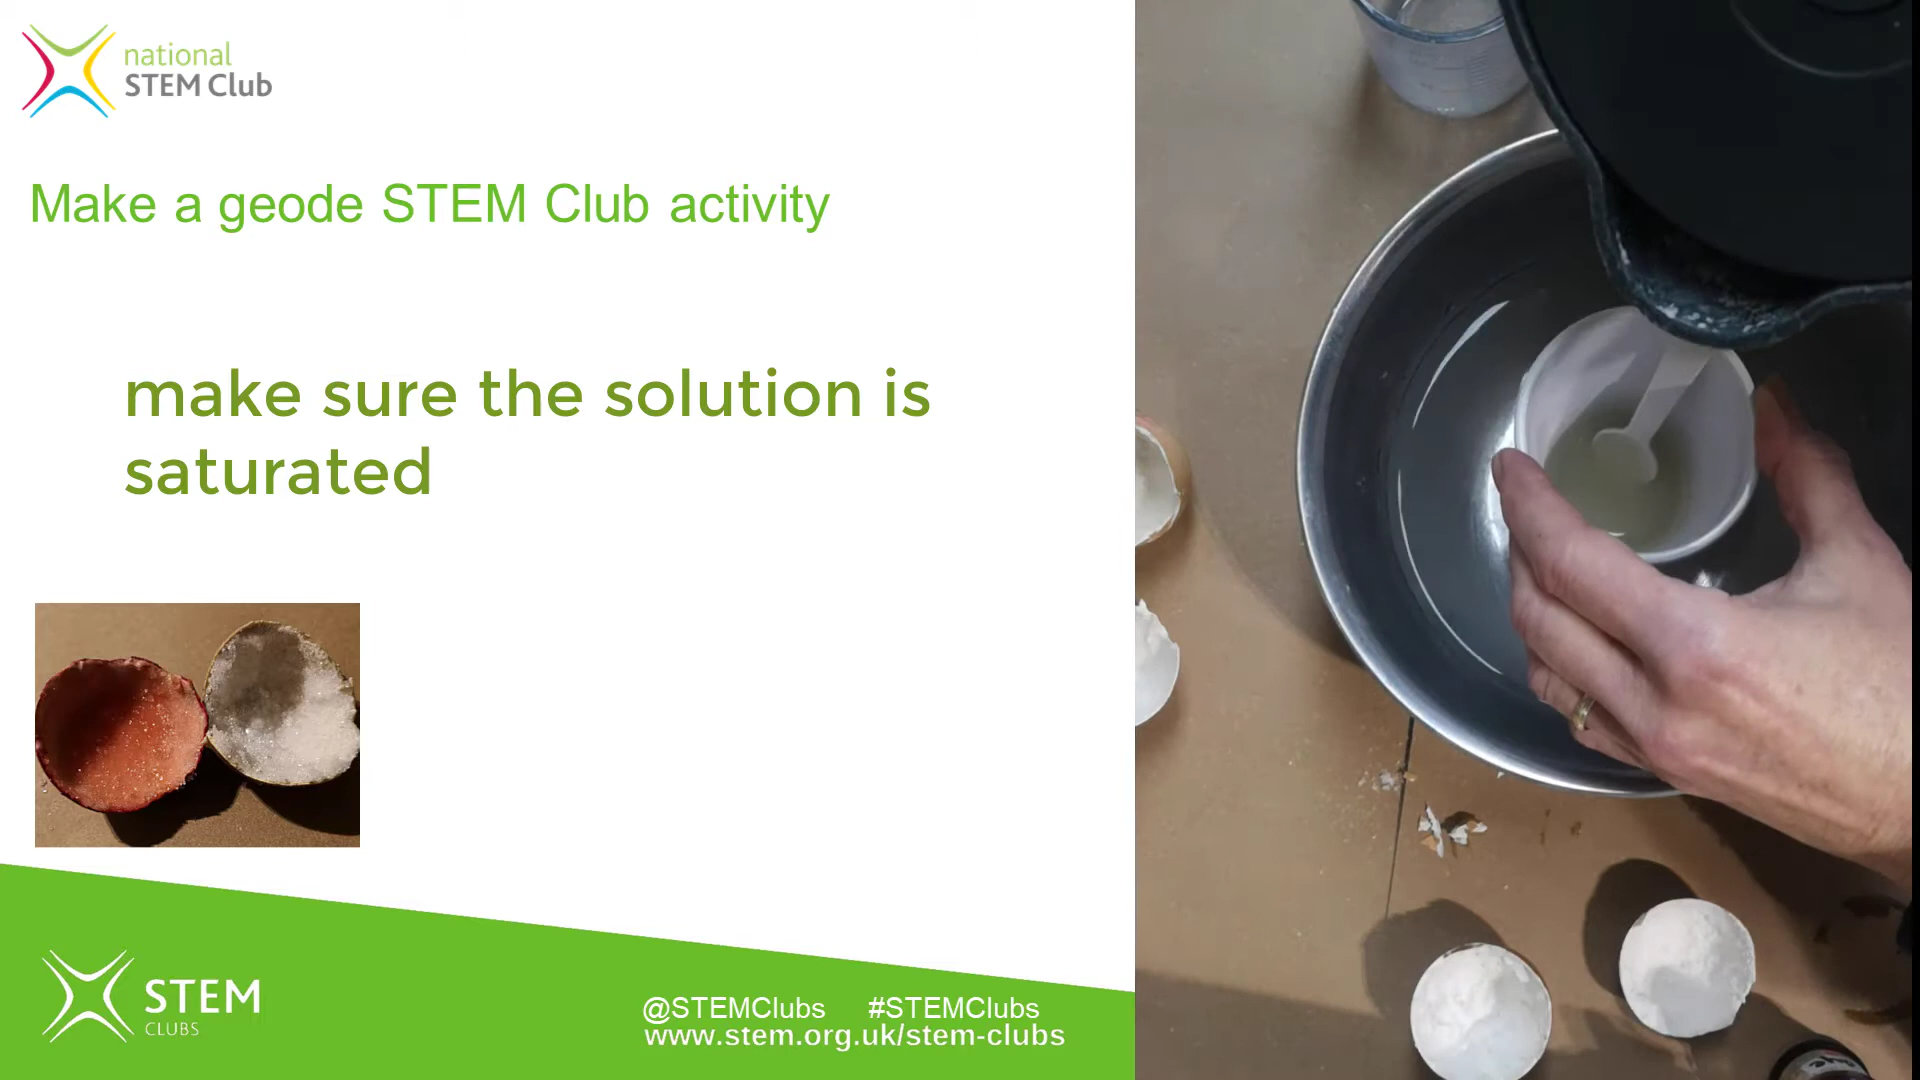 national
STEM Club
Make a geode STEM Club activity
make sure the solution is
saturated
STEM
CLUBS
@STEMClubs #STEMClubs
www.stem.org.uk/stem-clubs